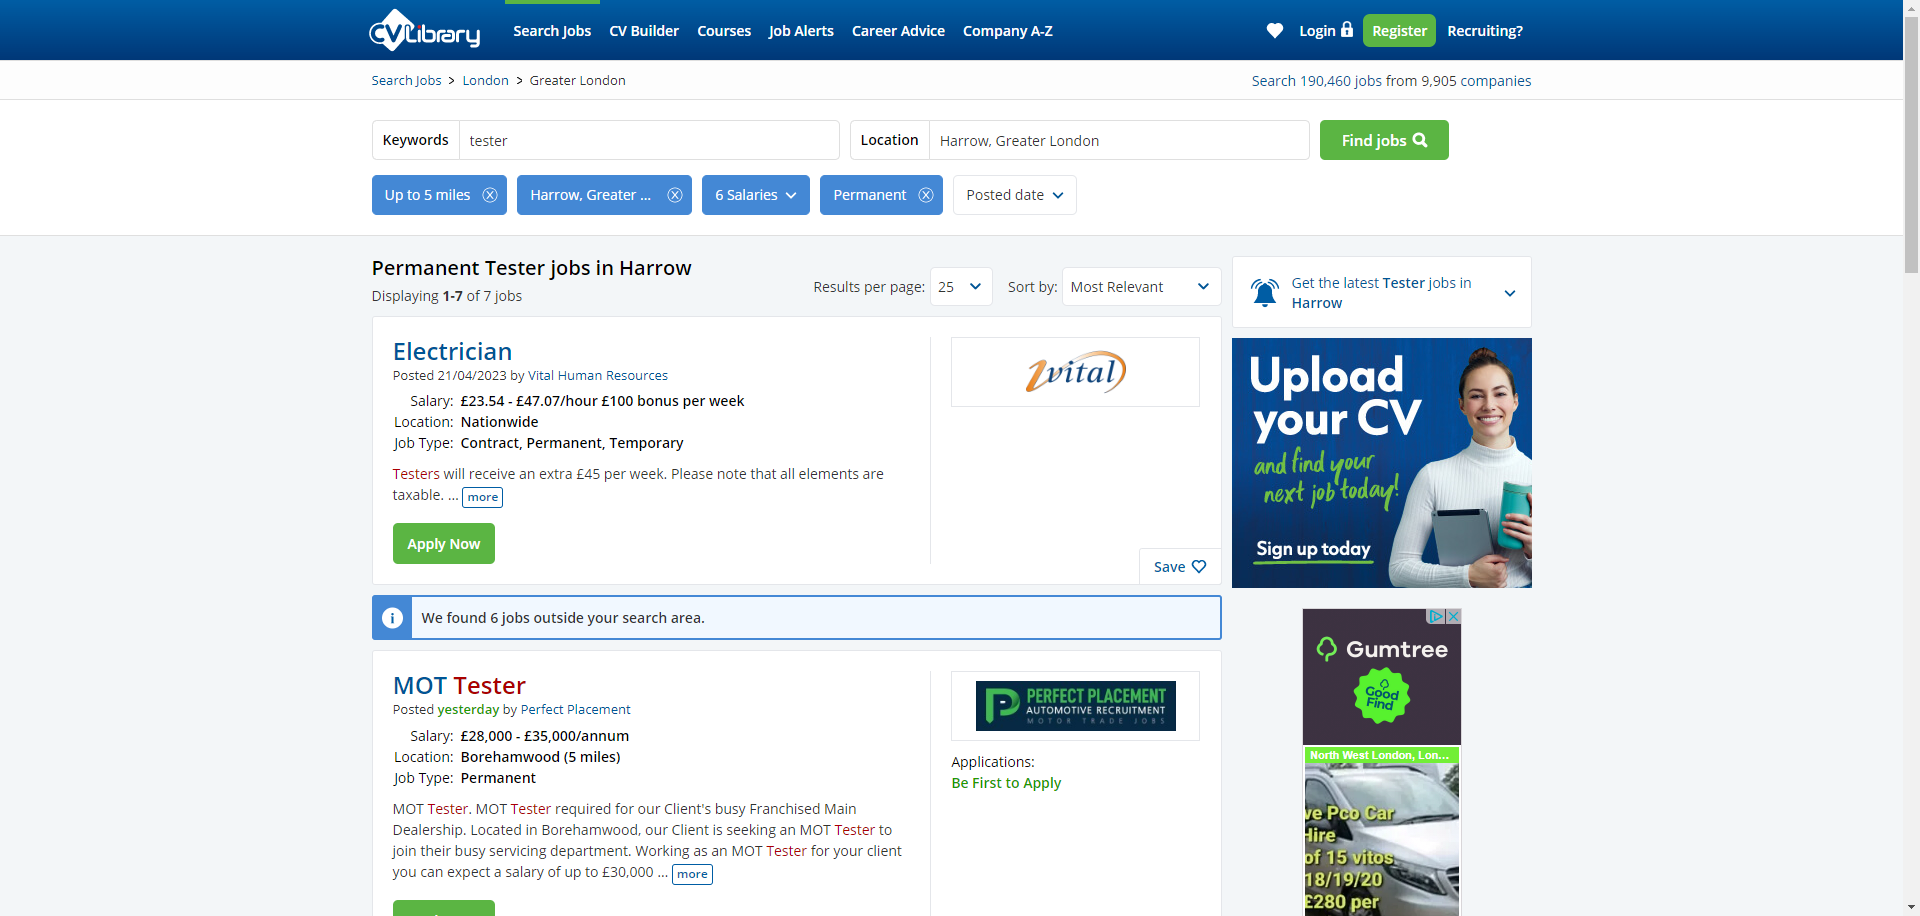 CVLibrary
Search Jobs
CV Builder
Courses
Job Alerts
Career Advice
Company A-Z
Login
Register
Recruiting?
Search Jobs > London > Greater London
Search 190,460 jobs from 9,905 companies
Keywords
tester
Location
Harrow, Greater London
Find jobs
Up to 5 miles
Harrow, Greater ...
6 Salaries
Permanent
Posted date
Permanent Tester jobs in Harrow
Displaying 1-7 of 7 jobs
Results per page:
25
Sort by:
Most Relevant
Electrician
Posted 21/04/2023 by Vital Human Resources
Salary: £23.54 - £47.07/hour £100 bonus per week
Location: Nationwide
Job Type: Contract, Permanent, Temporary
Testers will receive an extra £45 per week. Please note that all elements are
taxable. ... more
Apply Now
vital
Save
We found 6 jobs outside your search area.
MOT Tester
Posted yesterday by Perfect Placement
Salary: £28,000 - £35,000/annum
Location: Borehamwood (5 miles)
Job Type: Permanent
MOT Tester. MOT Tester required for our Client's busy Franchised Main
Dealership. Located in Borehamwood, our Client is seeking an MOT Tester to
join their busy servicing department. Working as an MOT Tester for your client
you can expect a salary of up to £30,000 ... more
PERFECT PLACEMENT
AUTOMOTIVE RECRUITMENT
MOTOR TRADE JOBS
Applications:
Be First to Apply
Get the latest Tester jobs in
Harrow
Upload
your CV
and find your
next job today!
Sign up today
Gumtree
Good
Find
North West London, Lon...
ve Pco Car
Hire
of 15 vitos
18/19/20
£280 per